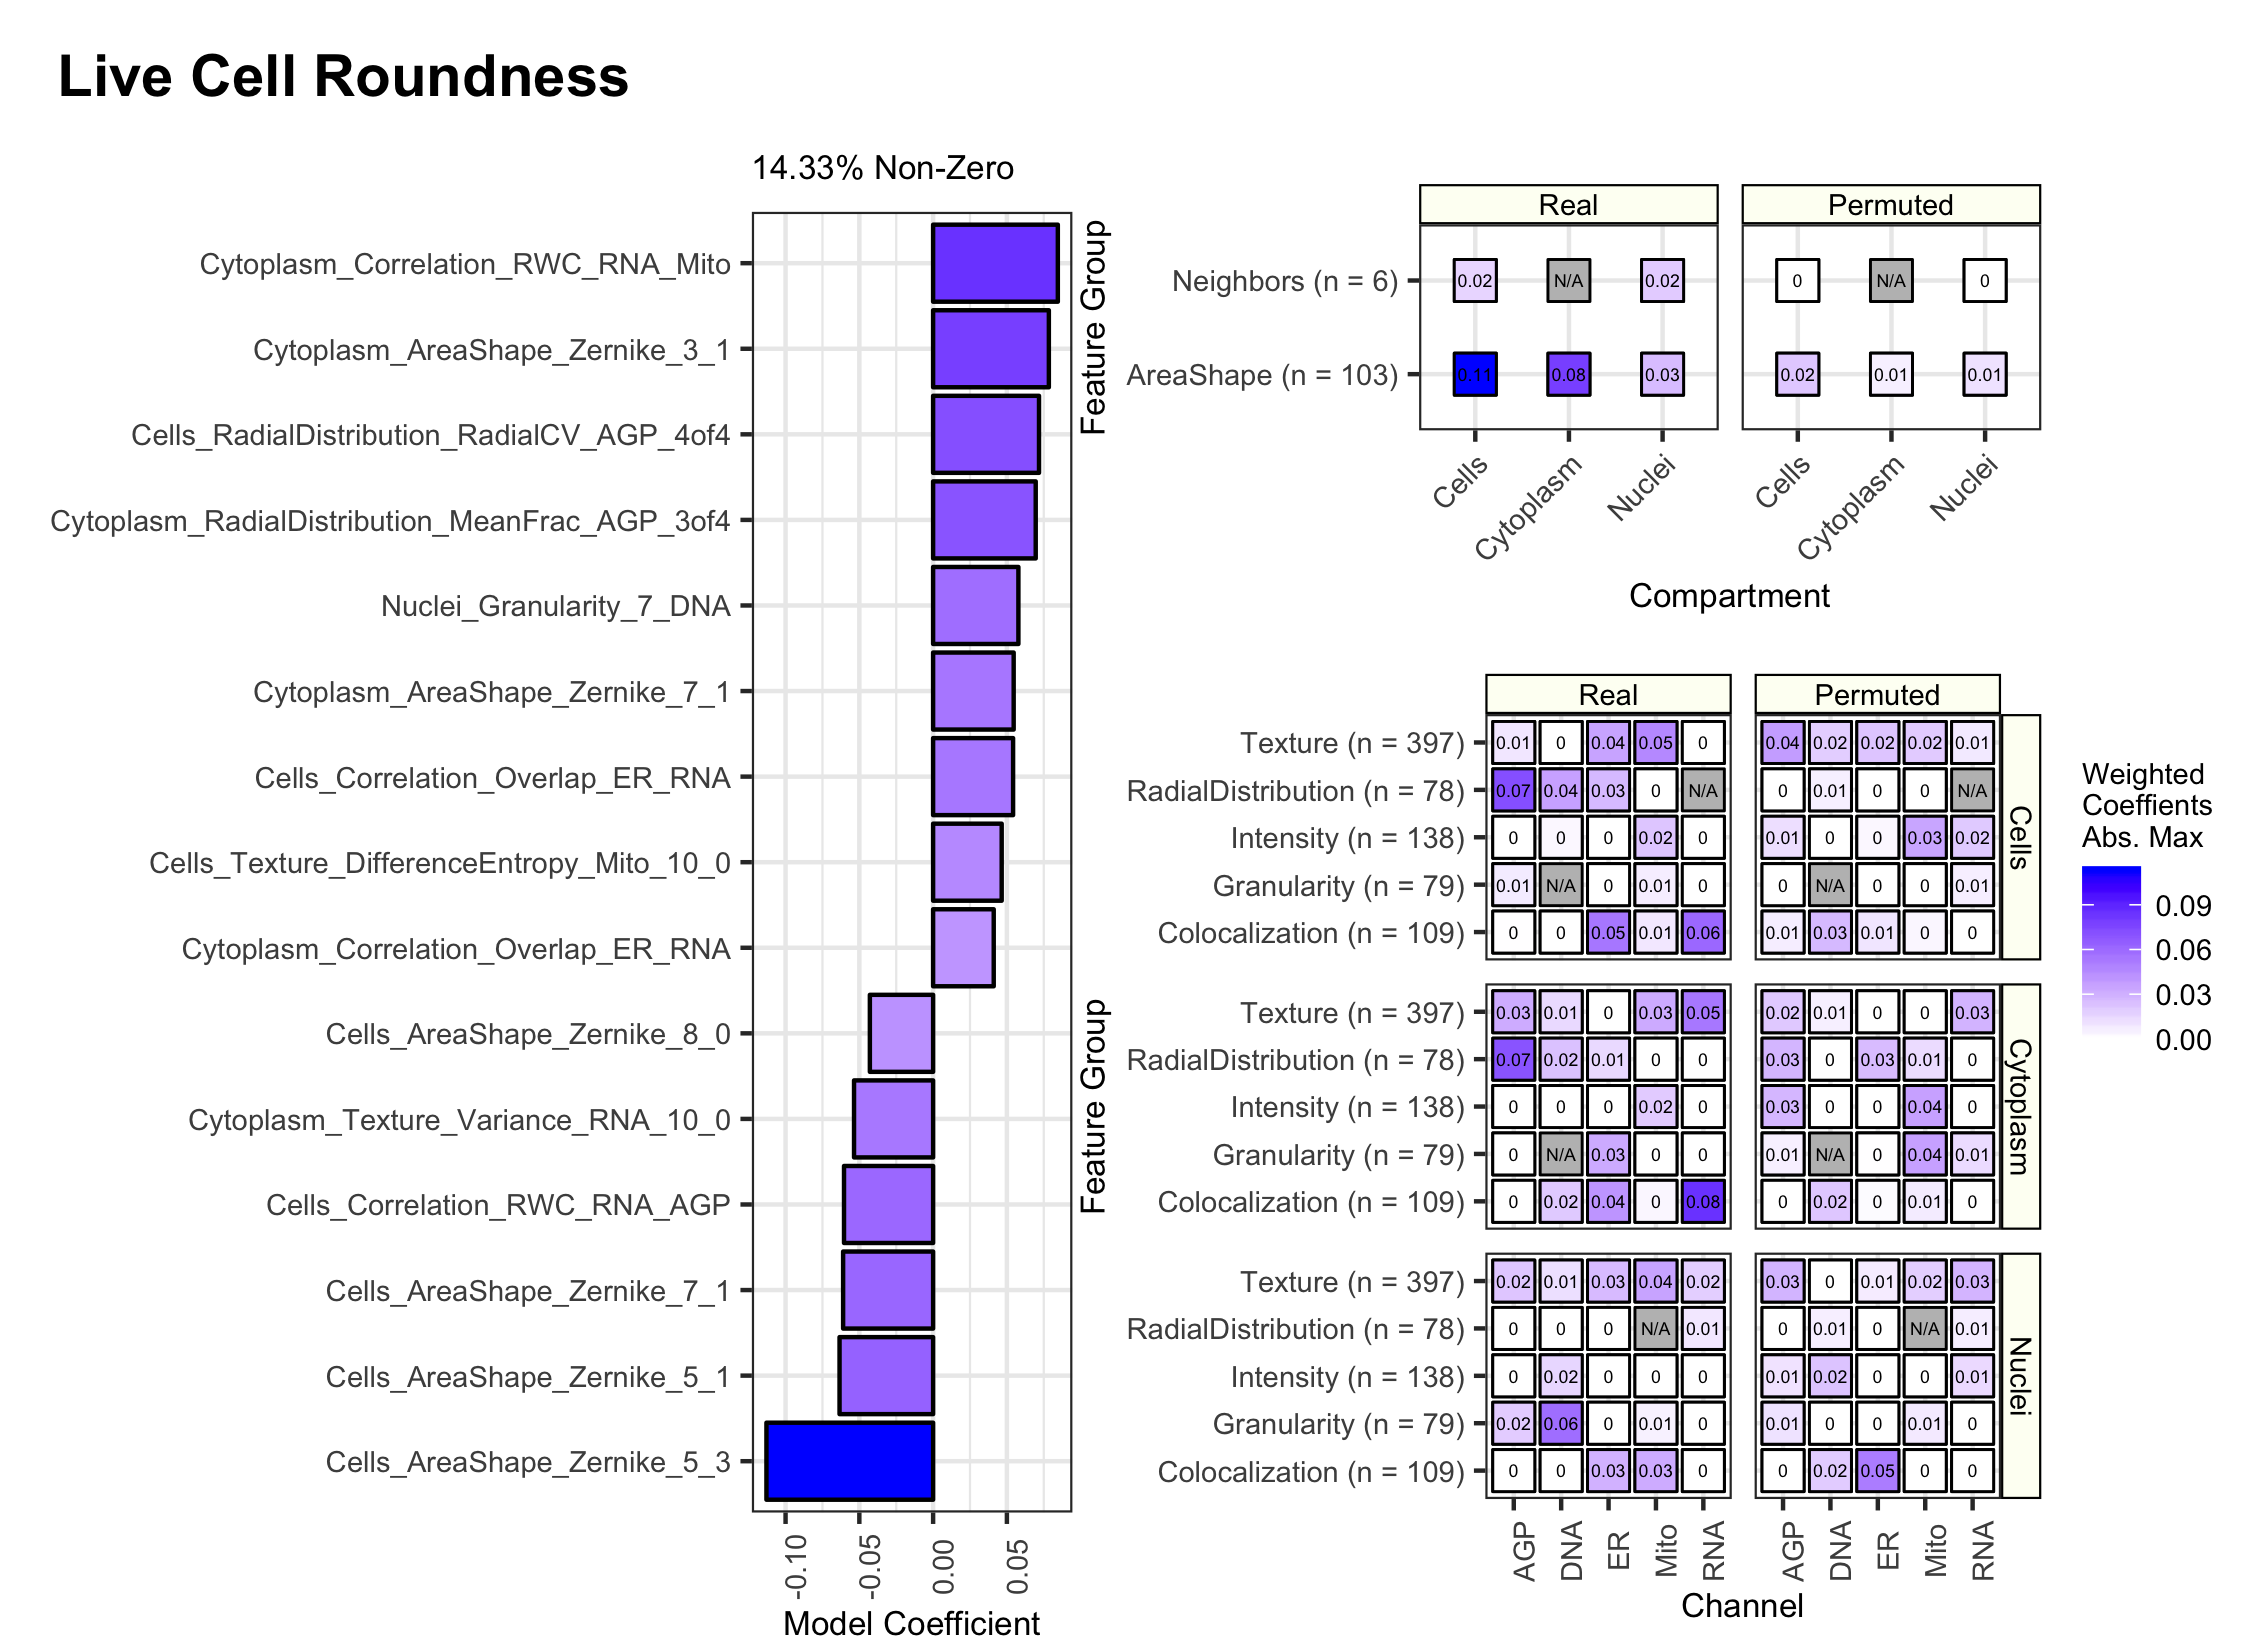 Live Cell Roundness
14.33% Non-Zero
Cytoplasm_Correlation_RWC_RNA_Mito
Cytoplasm_AreaShape_Zernike_3_1
Cells_RadialDistribution_RadialCV_AGP_4of4
Cytoplasm_RadialDistribution_MeanFrac_AGP_3of4
Nuclei_Granularity_7_DNA
Cytoplasm_AreaShape_Zernike_7_1
Cells_Correlation_Overlap_ER_RNA
Cells_Texture_DifferenceEntropy_Mito_10_0
Cytoplasm_Correlation_Overlap_ER_RNA
Cells_AreaShape_Zernike_8_0
Cytoplasm_Texture_Variance_RNA_10_0
Cells_Correlation_RWC_RNA_AGP
Cells_AreaShape_Zernike_7_1
Cells_AreaShape_Zernike_5_1
Cells_AreaShape_Zernike_5_3
-0.10 -0.05 0.00 0.05
Model Coefficient
Feature Group
Real Permuted
Neighbors (n = 6) 0.02 N/A 0.02 0 N/A 0
AreaShape (n = 103) 0.11 0.08 0.03 0.02 0.01 0.01
Cells Cytoplasm Nuclei Cells Cytoplasm Nuclei
Compartment
Feature Group
Real Permuted
Texture (n = 397) 0.01 0 0.04 0.05 0 0.04 0.02 0.02 0.02 0.01
RadialDistribution (n = 78) 0.07 0.04 0.03 0 N/A 0 0.01 0 0 N/A
Intensity (n = 138) 0 0 0 0.02 0 0.01 0 0 0.03 0.02
Granularity (n = 79) 0.01 N/A 0 0.01 0 0 N/A 0 0 0.01
Colocalization (n = 109) 0 0 0.05 0.01 0.06 0.01 0.03 0.01 0 0
Cells
Texture (n = 397) 0.03 0.01 0 0.03 0.05 0.02 0.01 0 0 0.03
RadialDistribution (n = 78) 0.07 0.02 0.01 0 0 0.03 0 0.03 0.01 0
Intensity (n = 138) 0 0 0 0.02 0 0.03 0 0 0.04 0
Granularity (n = 79) 0 N/A 0.03 0 0 0.01 N/A 0 0.04 0.01
Colocalization (n = 109) 0 0.02 0.04 0 0.08 0 0.02 0 0.01 0
Cytoplasm
Texture (n = 397) 0.02 0.01 0.03 0.04 0.02 0.03 0 0.01 0.02 0.03
RadialDistribution (n = 78) 0 0 0 N/A 0.01 0 0.01 0 N/A 0.01
Intensity (n = 138) 0 0.02 0 0 0 0.01 0.02 0 0 0.01
Granularity (n = 79) 0.02 0.06 0 0.01 0 0.01 0 0 0.01 0
Colocalization (n = 109) 0 0 0.03 0.03 0 0 0.02 0.05 0 0
Nuclei
AGP DNA ER Mito RNA AGP DNA ER Mito RNA
Channel
Weighted
Coeffients
Abs. Max
0.09
0.06
0.03
0.00